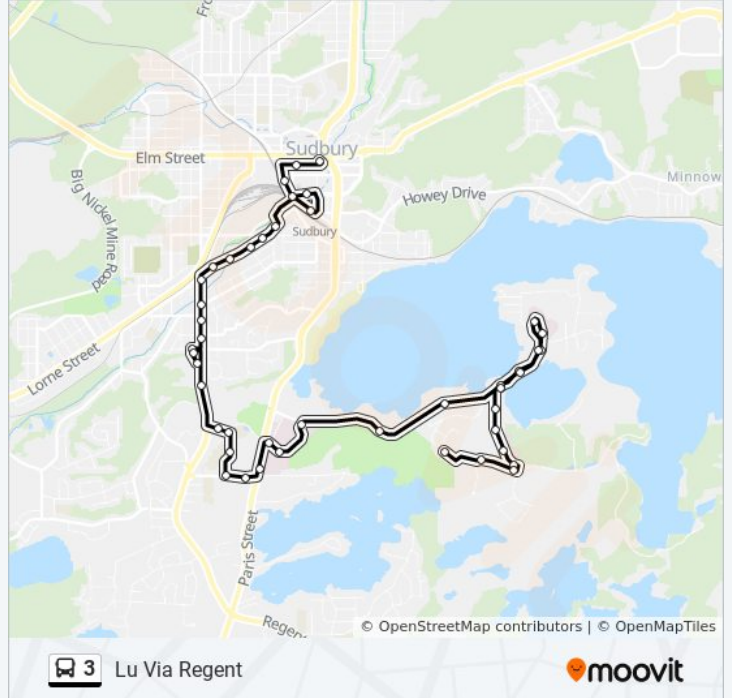 Fro
Sudbury
Elm Street
Minnow
Howey Drive
Big Nickel Mine Road
Sudbury
Lorne Street
Paris Street
Regen
© OpenStreetMap contributors | © OpenMapTiles
3 Lu Via Regent
moovit